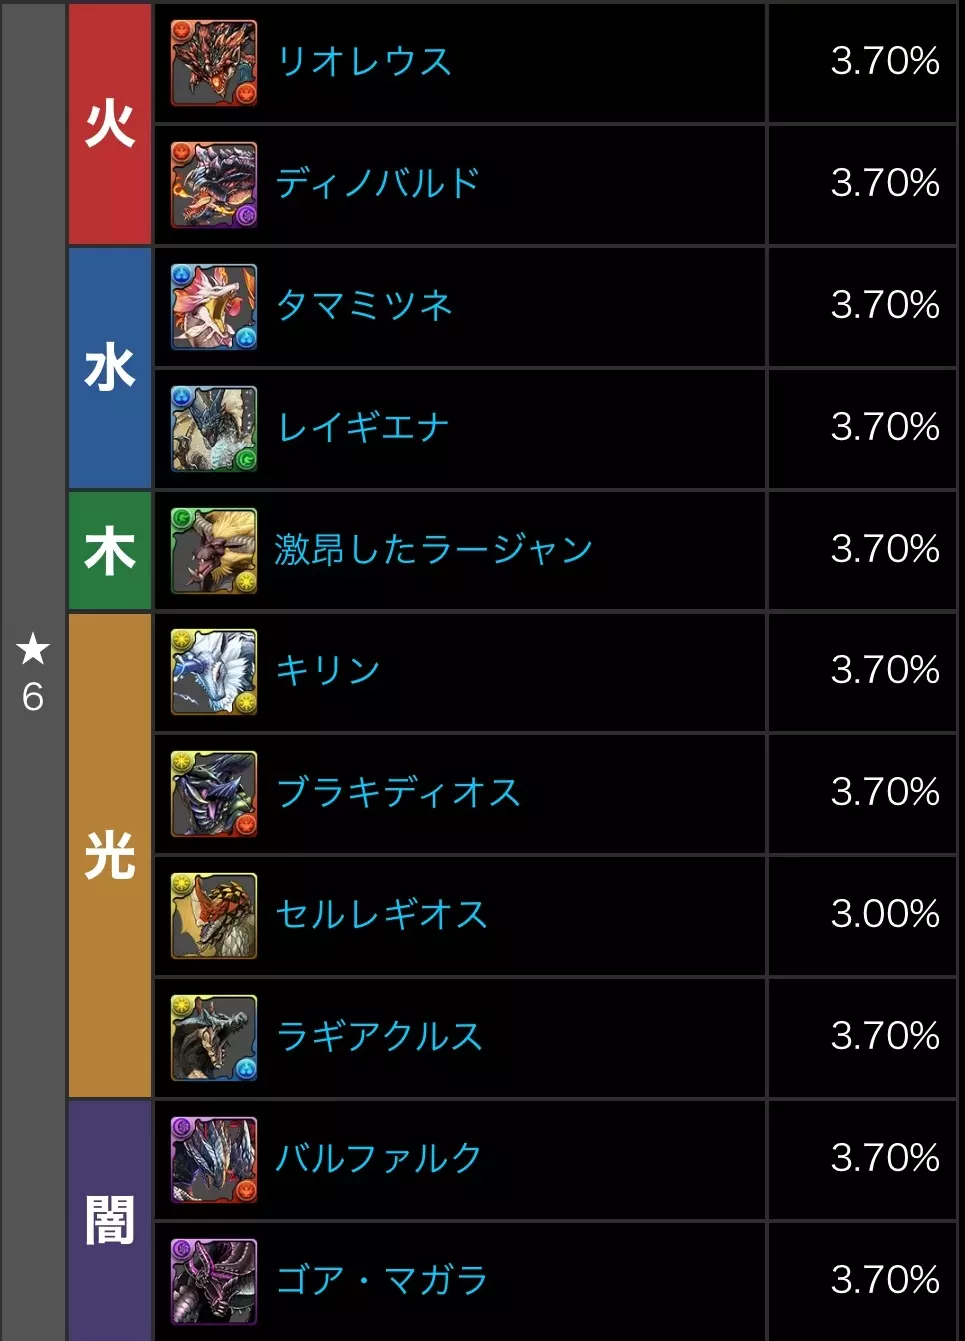 ★
6
火
リオレウス 3.70%
ディノバルド 3.70%
水
タマミツネ 3.70%
レイギエナ 3.70%
木
激昂したラージャン 3.70%
光
キリン 3.70%
ブラキディオス 3.70%
セルレギオス 3.00%
ラギアクルス 3.70%
闇
バルファルク 3.70%
ゴア・マガラ 3.70%